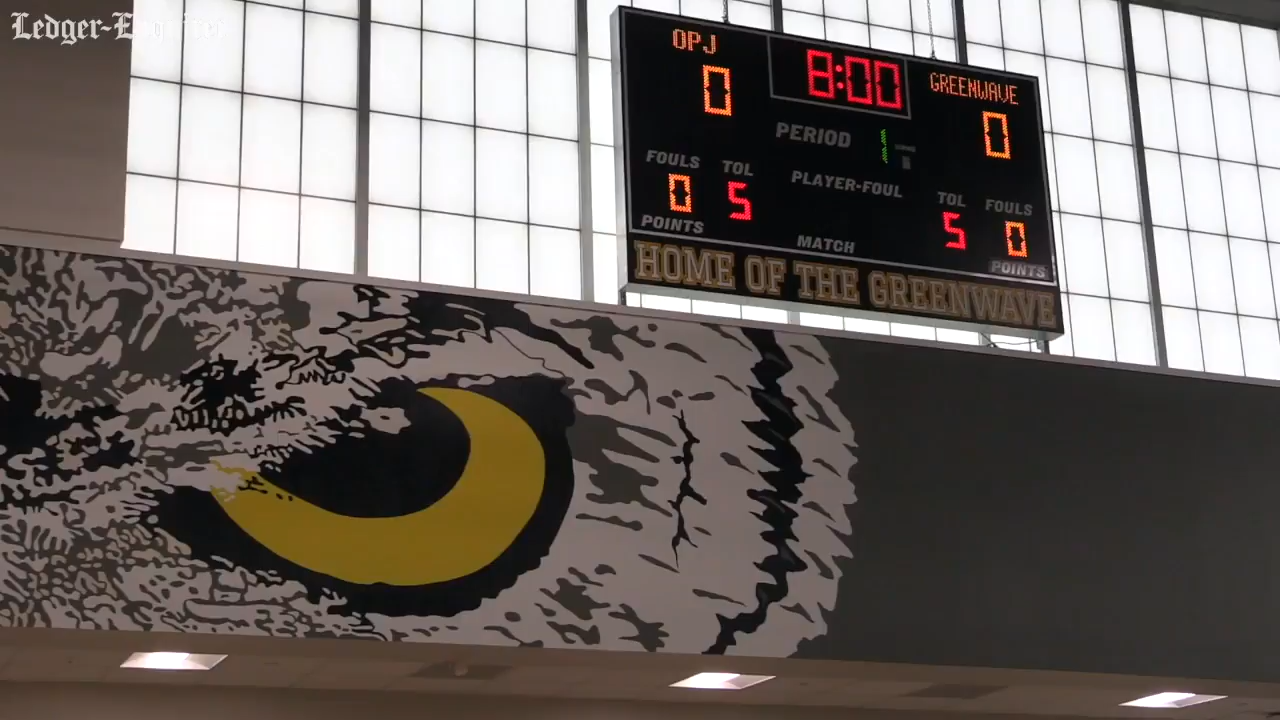 Ledger-Enquirer
OPJ 8:00 GREENWAVE
0 0
PERIOD 1
FOULS TOL PLAYER-FOUL TOL FOULS
0 5 5 0
POINTS MATCH POINTS
HOME OF THE GREENWAVE